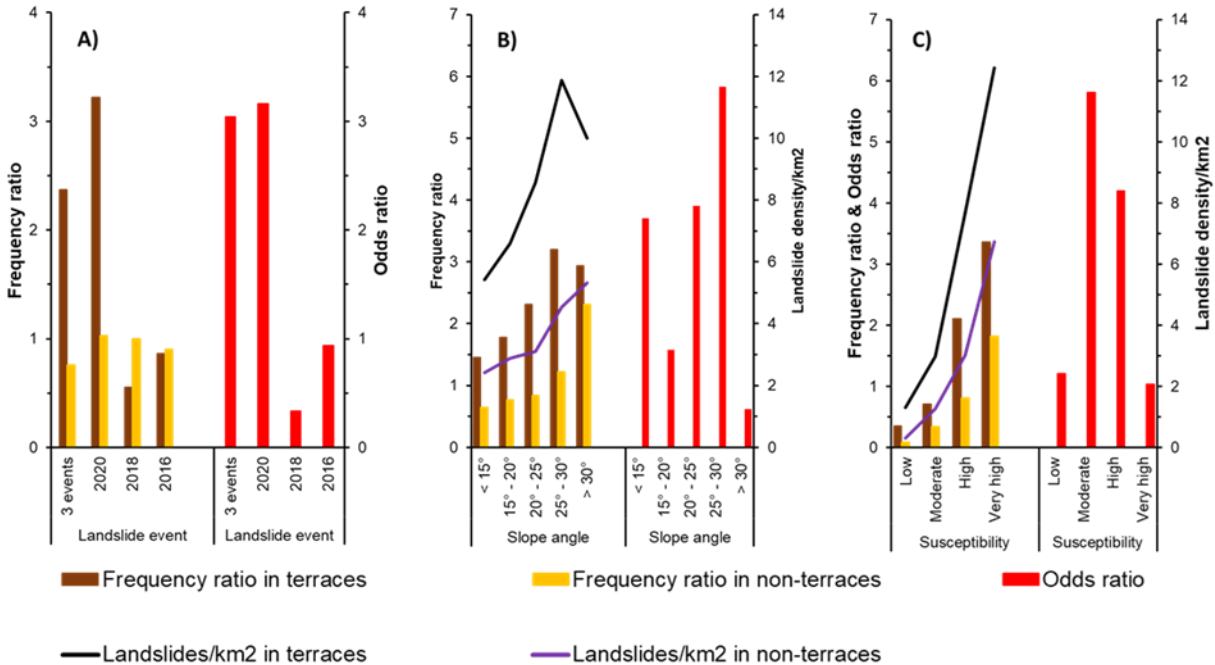 A)
Frequency ratio
4
3
2
1
0
4
3
2
1
0
Odds ratio
3 events
2020
2018
2016
3 events
2020
2018
2016
Landslide event
Landslide event
B)
Frequency ratio
7
6
5
4
3
2
1
0
14
12
10
8
6
4
2
0
Landslide density/km2
< 15°
15° - 20°
20° - 25°
25° - 30°
> 30°
< 15°
15° - 20°
20° - 25°
25° - 30°
> 30°
Slope angle
Slope angle
C)
Frequency ratio & Odds ratio
7
6
5
4
3
2
1
0
14
12
10
8
6
4
2
0
Landslide density/km2
Low
Moderate
High
Very high
Low
Moderate
High
Very high
Susceptibility
Susceptibility
Frequency ratio in terraces
Frequency ratio in non-terraces
Odds ratio
Landslides/km2 in terraces
Landslides/km2 in non-terraces